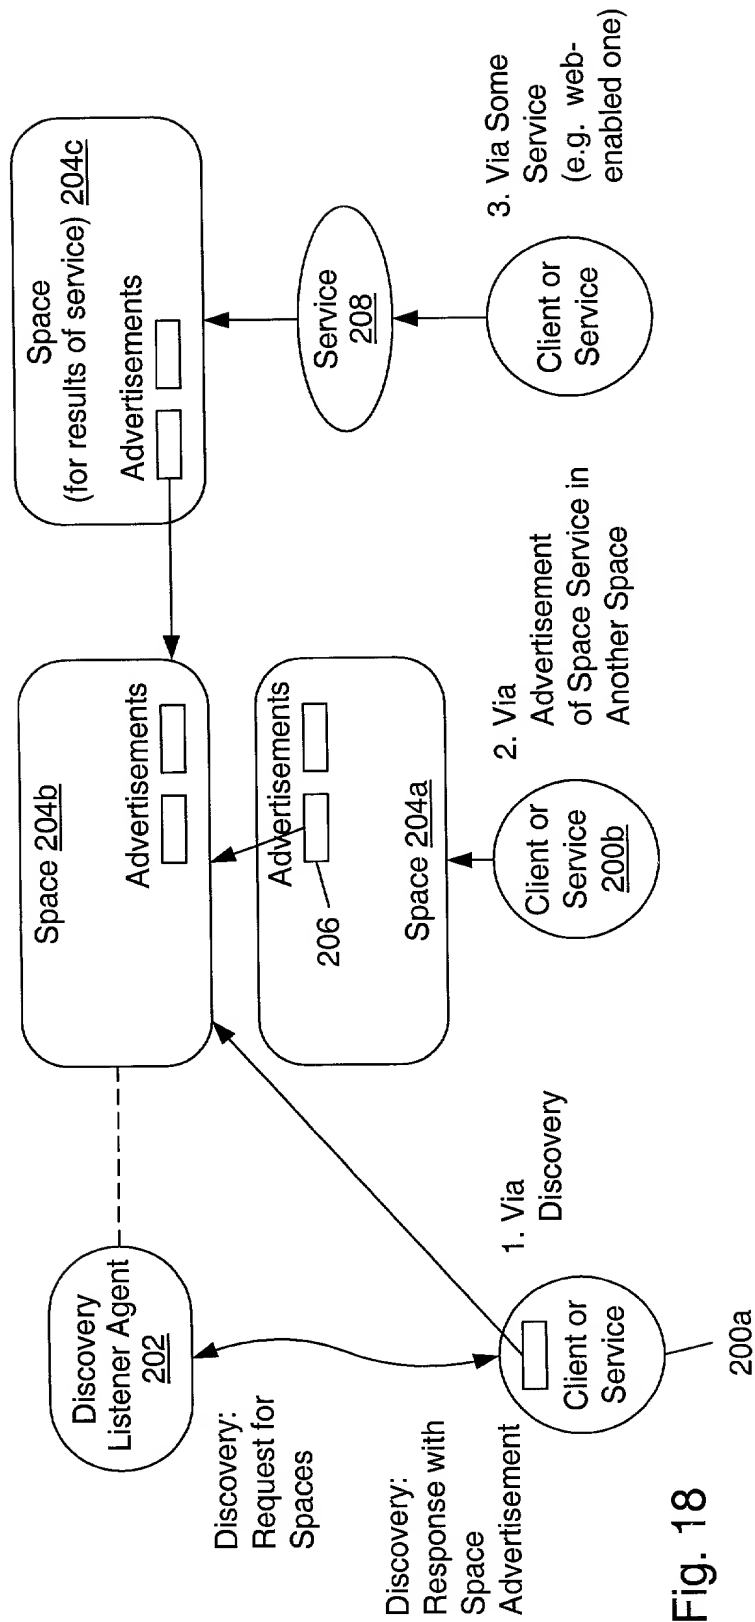 Discovery
Listener Agent
202
Discovery:
Request for
Spaces
Discovery:
Response with
Space
Advertisement
Client or
Service
200a
1. Via
Discovery
Space 204b
Advertisements
Advertisements
206
Space 204a
Client or
Service
200b
2. Via
Advertisement
of Space Service in
Another Space
Space
(for results of service) 204c
Advertisements
Service
208
Client or
Service
3. Via Some
Service
(e.g. web-
enabled one)
Fig. 18